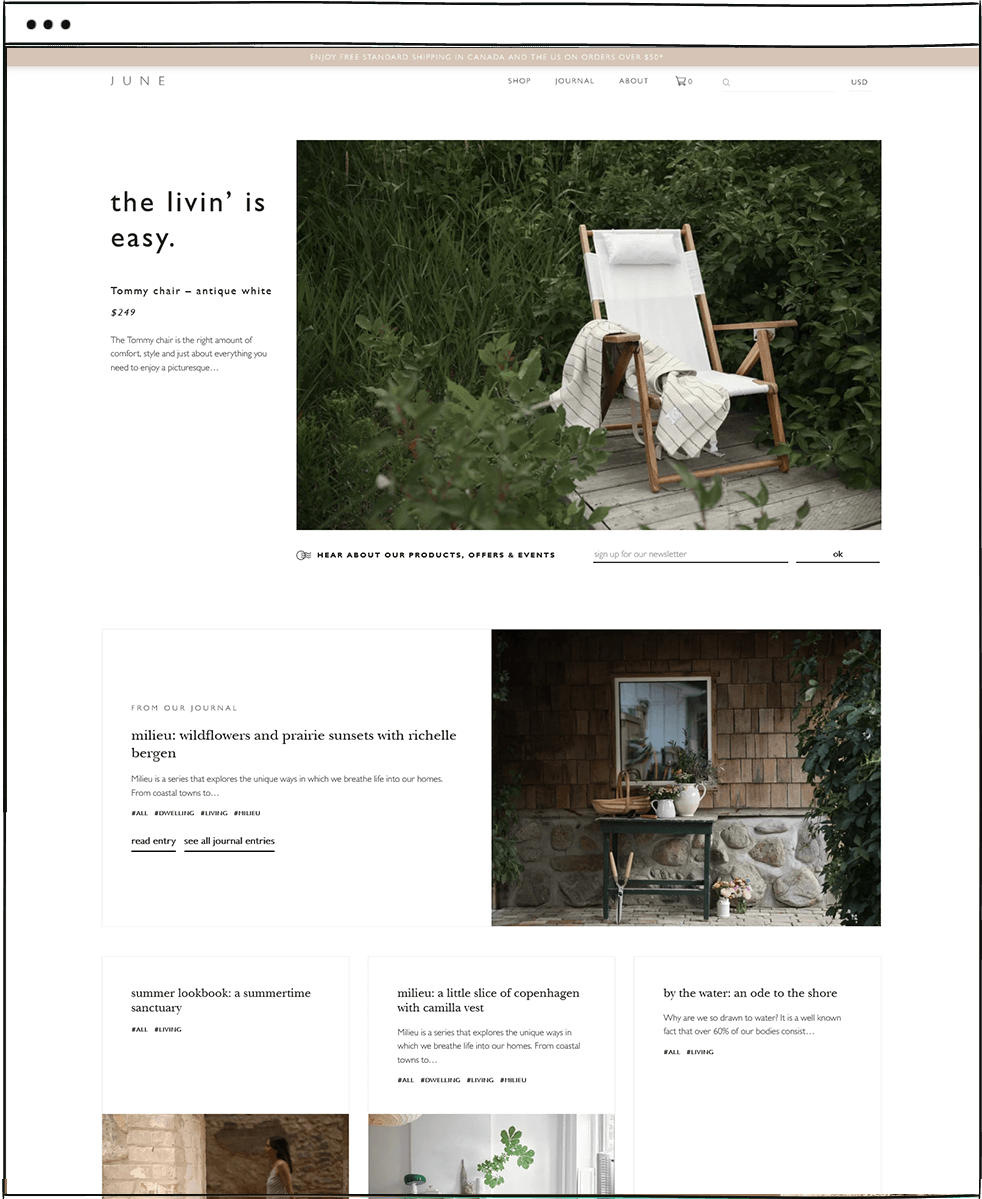 ENJOY FREE STANDARD SHIPPING IN CANADA AND THE US ON ORDERS OVER $50*
JUNE
SHOP JOURNAL ABOUT 0 USD
the livin’ is
easy.
Tommy chair – antique white
$249
The Tommy chair is the right amount of
comfort, style and just about everything you
need to enjoy a picturesque…
HEAR ABOUT OUR PRODUCTS, OFFERS & EVENTS
sign up for our newsletter
ok
FROM OUR JOURNAL
milieu: wildflowers and prairie sunsets with richelle
bergen
Milieu is a series that explores the unique ways in which we breathe life into our homes.
From coastal towns to…
#ALL #DWELLING #LIVING #MILIEU
read entry see all journal entries
summer lookbook: a summertime
sanctuary
#ALL #LIVING
milieu: a little slice of copenhagen
with camilla vest
Milieu is a series that explores the unique ways in
which we breathe life into our homes. From coastal
towns to…
#ALL #DWELLING #LIVING #MILIEU
by the water: an ode to the shore
Why are we so drawn to water? It is a well known
fact that over 60% of our bodies consist…
#ALL #LIVING